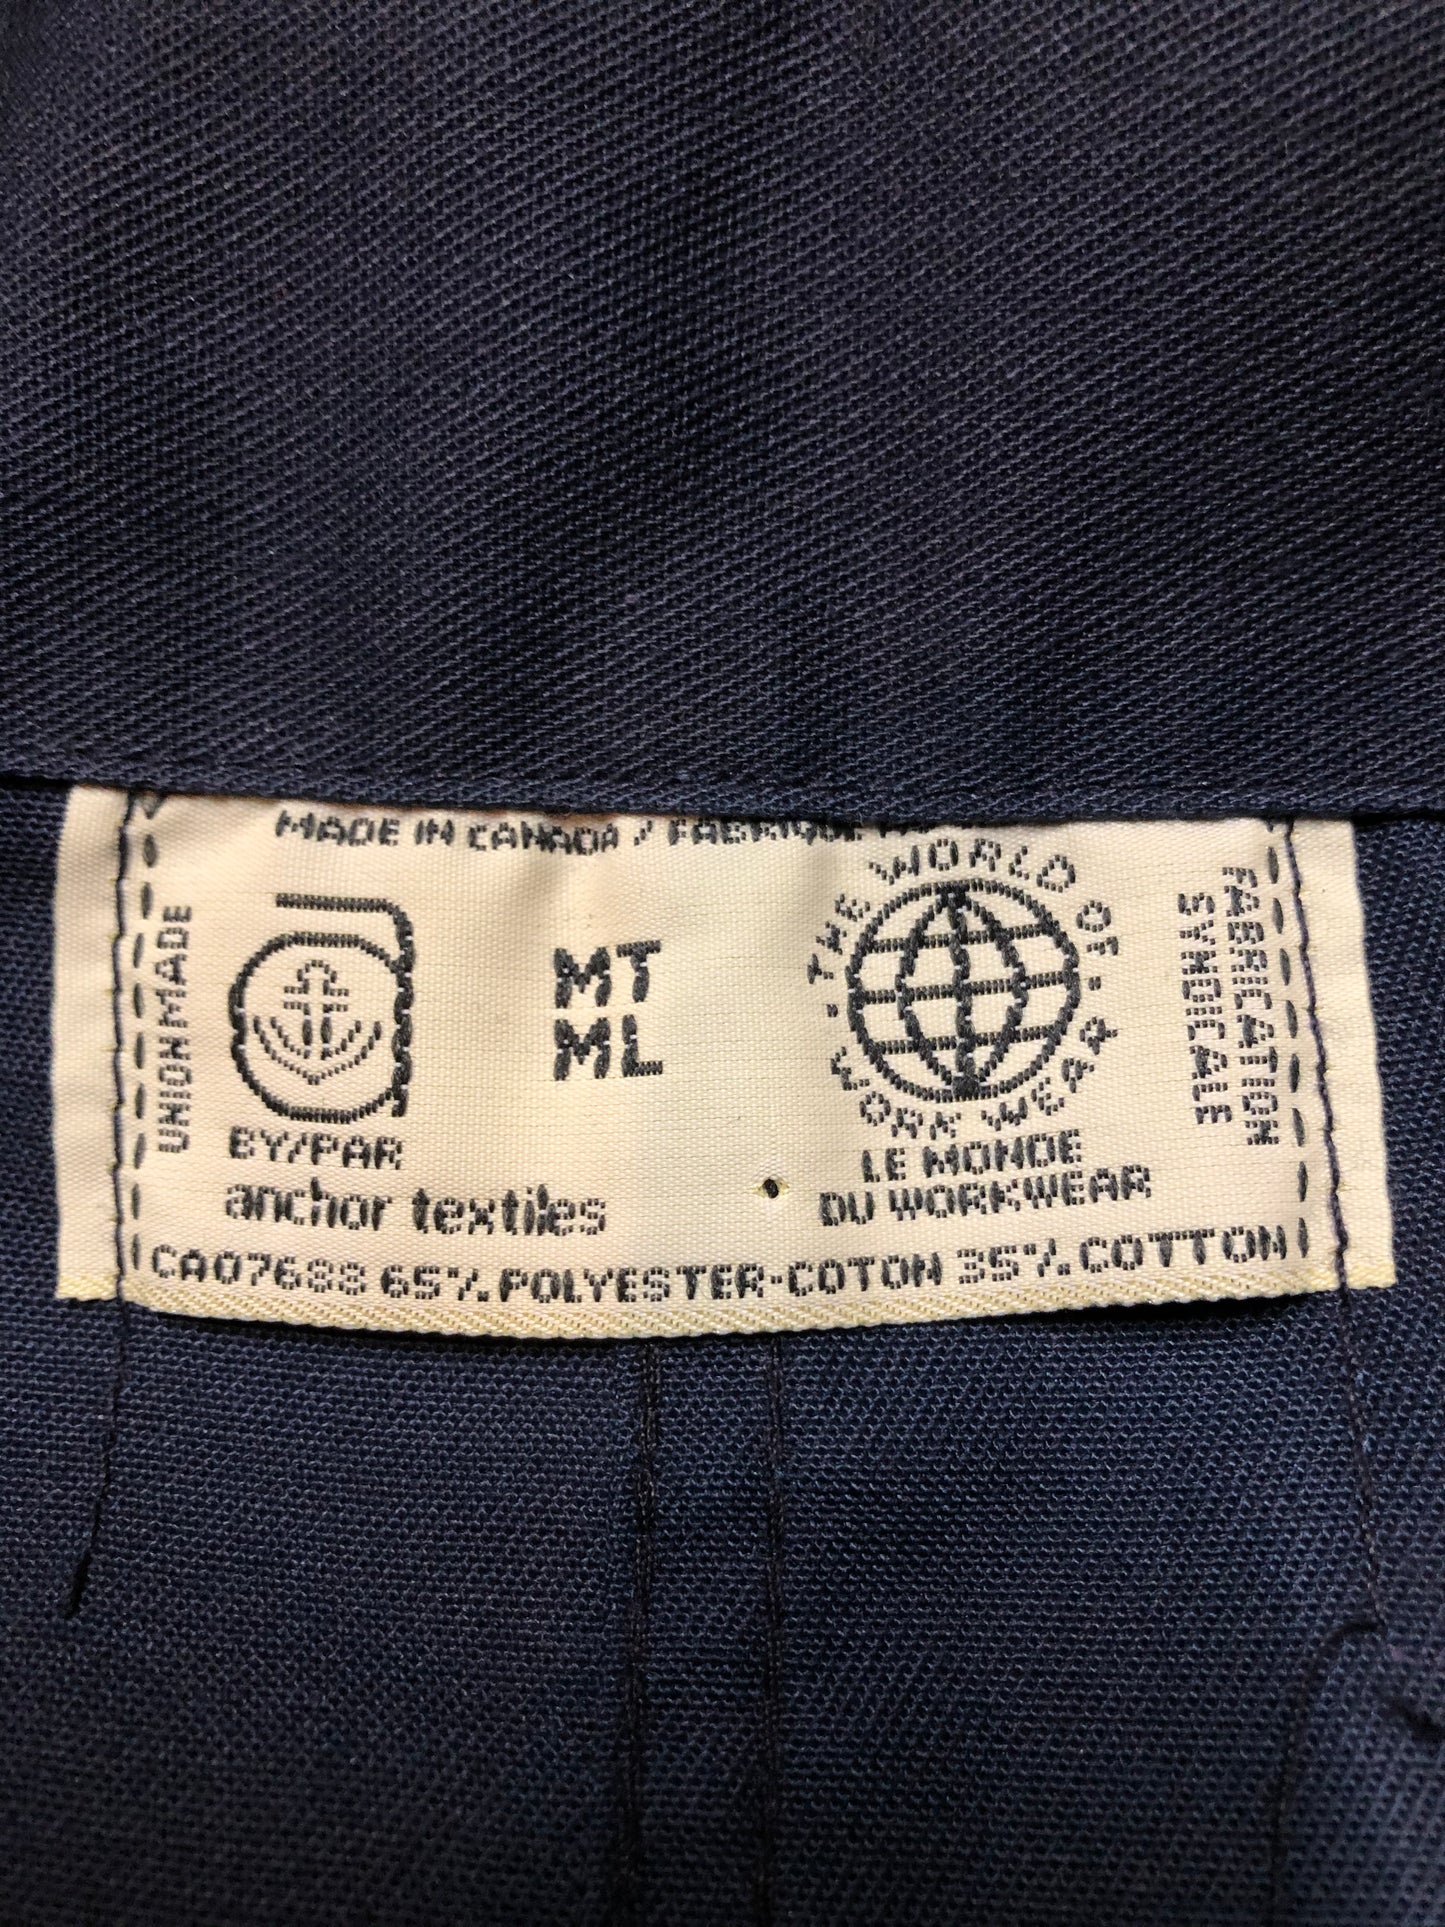 MADE IN CANADA / FABRIQUE
UNION MADE
BY/PAR
anchor textiles
MT
ML
THE WORLD OF
WORK WEAR
LE MONDE
DU WORKWEAR
FABRICATION
SYNDICALE
CA07688 65% POLYESTER-COTON 35% COTTON